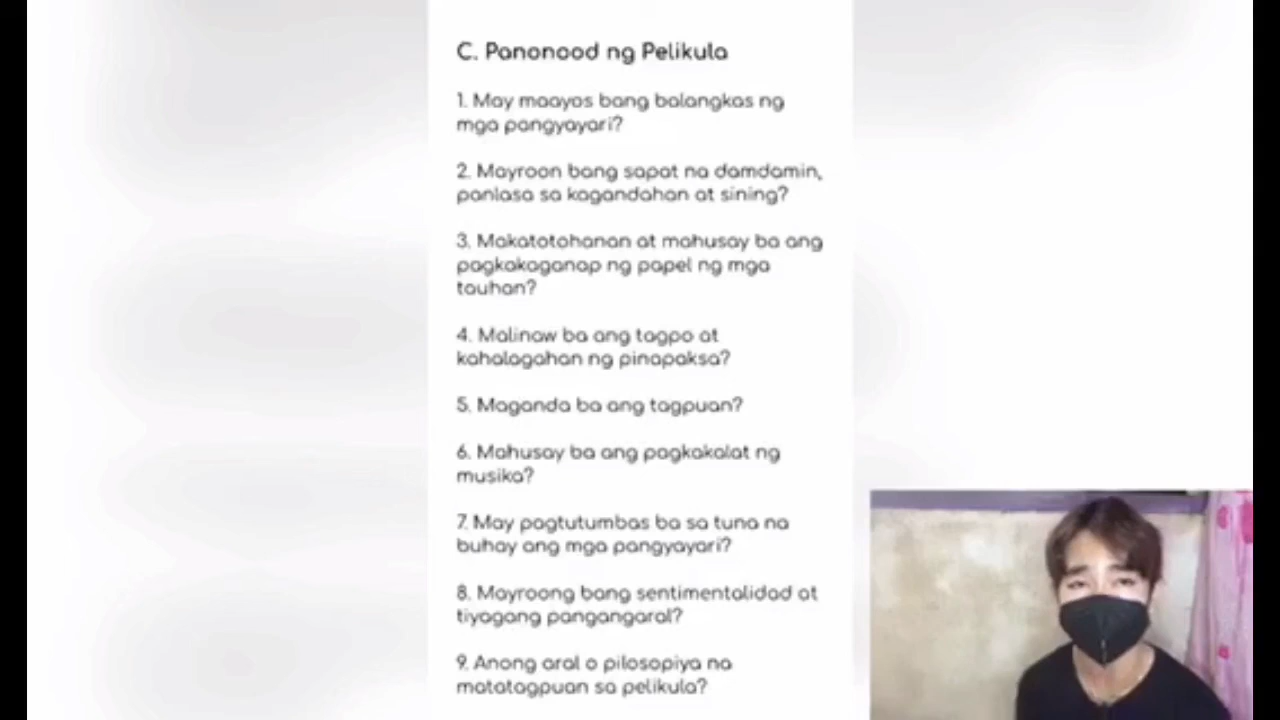 C. Panonood ng Pelikula
1. May maayos bang balangkas ng
mga pangyayari?
2. Mayroon bang sapat na damdamin,
panlasa sa kagandahan at sining?
3. Makatotohanan at mahusay ba ang
pagkakaganap ng papel ng mga
tauhan?
4. Malinaw ba ang tagpo at
kahalagahan ng pinapaksa?
5. Maganda ba ang tagpuan?
6. Mahusay ba ang pagkakalat ng
musika?
7. May pagtutumbas ba sa tuna na
buhay ang mga pangyayari?
8. Mayroong bang sentimentalidad at
tiyagang pangangaral?
9. Anong aral o pilosopiya na
matatagpuan sa pelikula?